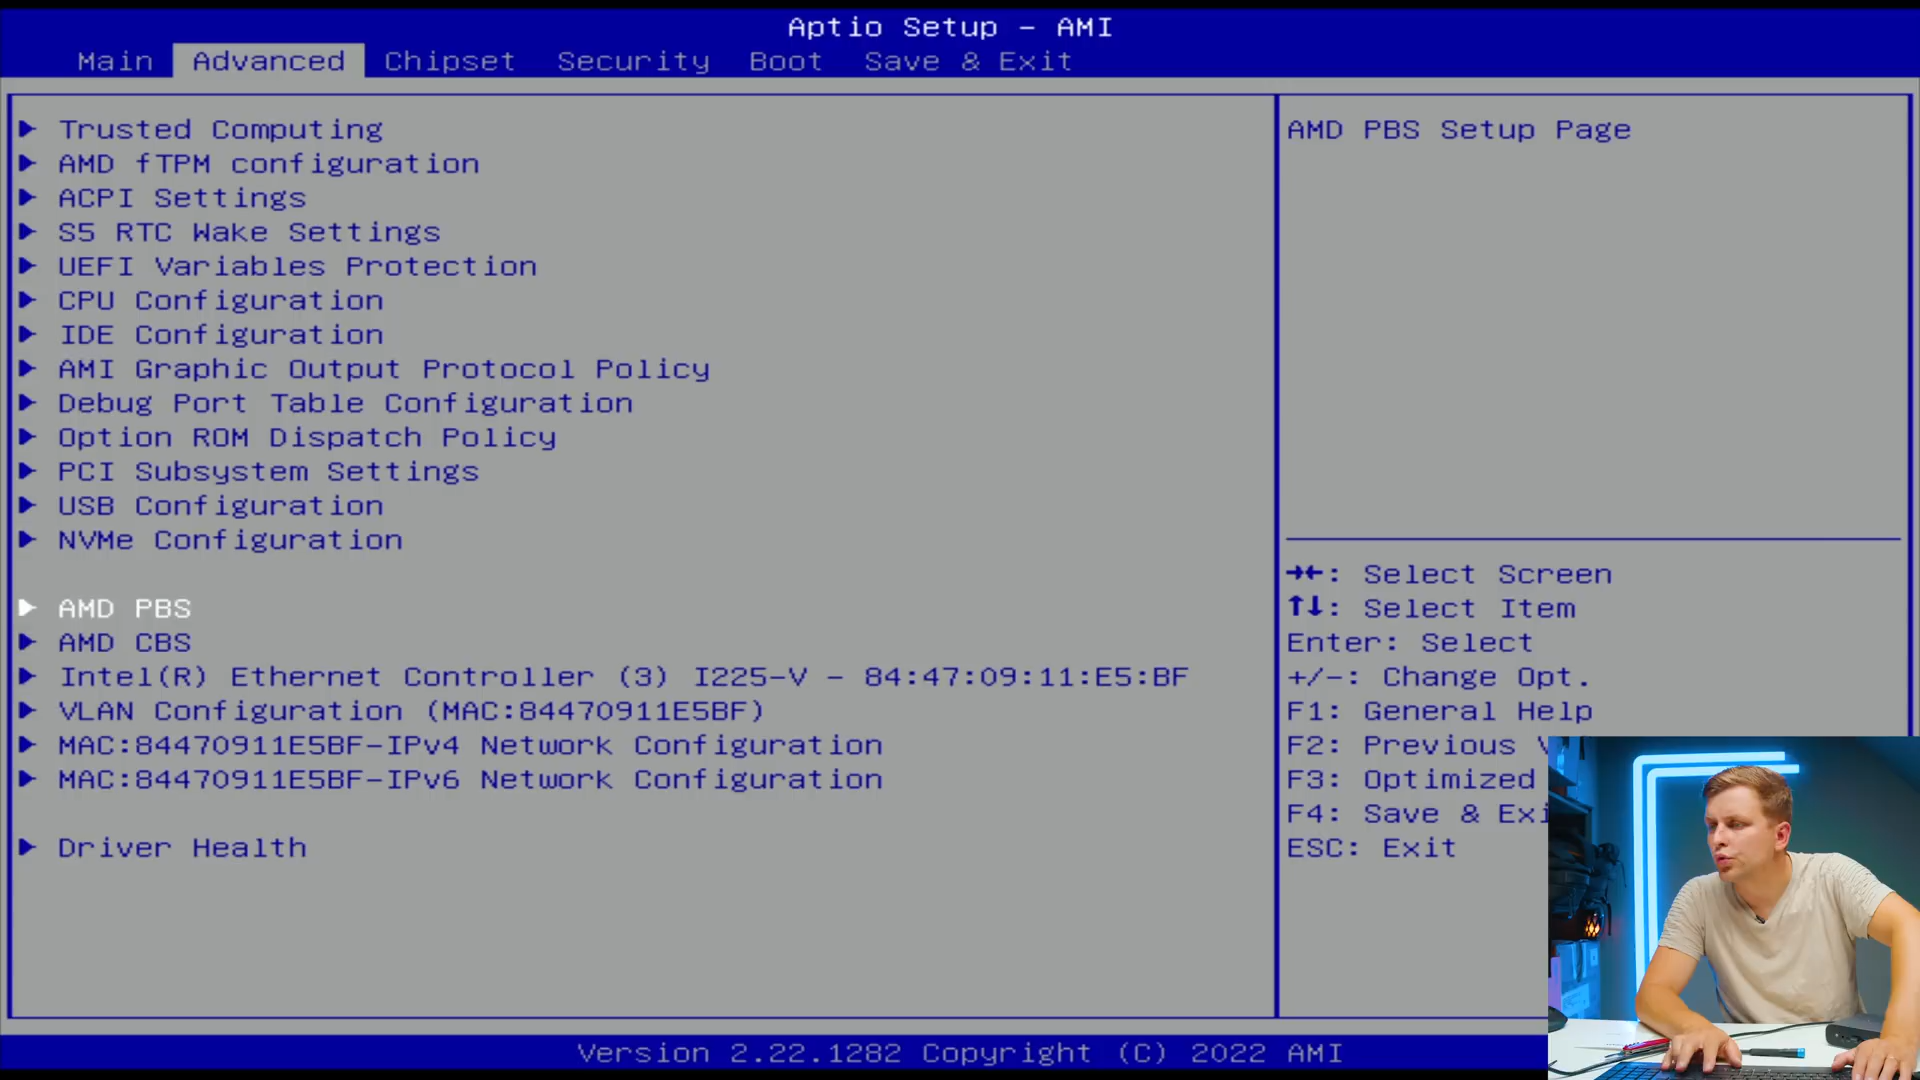 Aptio Setup - AMI
Main Advanced Chipset Security Boot Save & Exit
Trusted Computing
AMD fTPM configuration
ACPI Settings
S5 RTC Wake Settings
UEFI Variables Protection
CPU Configuration
IDE Configuration
AMI Graphic Output Protocol Policy
Debug Port Table Configuration
Option ROM Dispatch Policy
PCI Subsystem Settings
USB Configuration
NVMe Configuration
AMD PBS
AMD CBS
Intel(R) Ethernet Controller (3) I225-V - 84:47:09:11:E5:BF
VLAN Configuration (MAC:84470911E5BF)
MAC:84470911E5BF-IPv4 Network Configuration
MAC:84470911E5BF-IPv6 Network Configuration
Driver Health
AMD PBS Setup Page
→←: Select Screen
↑↓: Select Item
Enter: Select
+/-: Change Opt.
F1: General Help
F2: Previous
F3: Optimized
F4: Save & Exi
ESC: Exit
Version 2.22.1282 Copyright (C) 2022 AMI